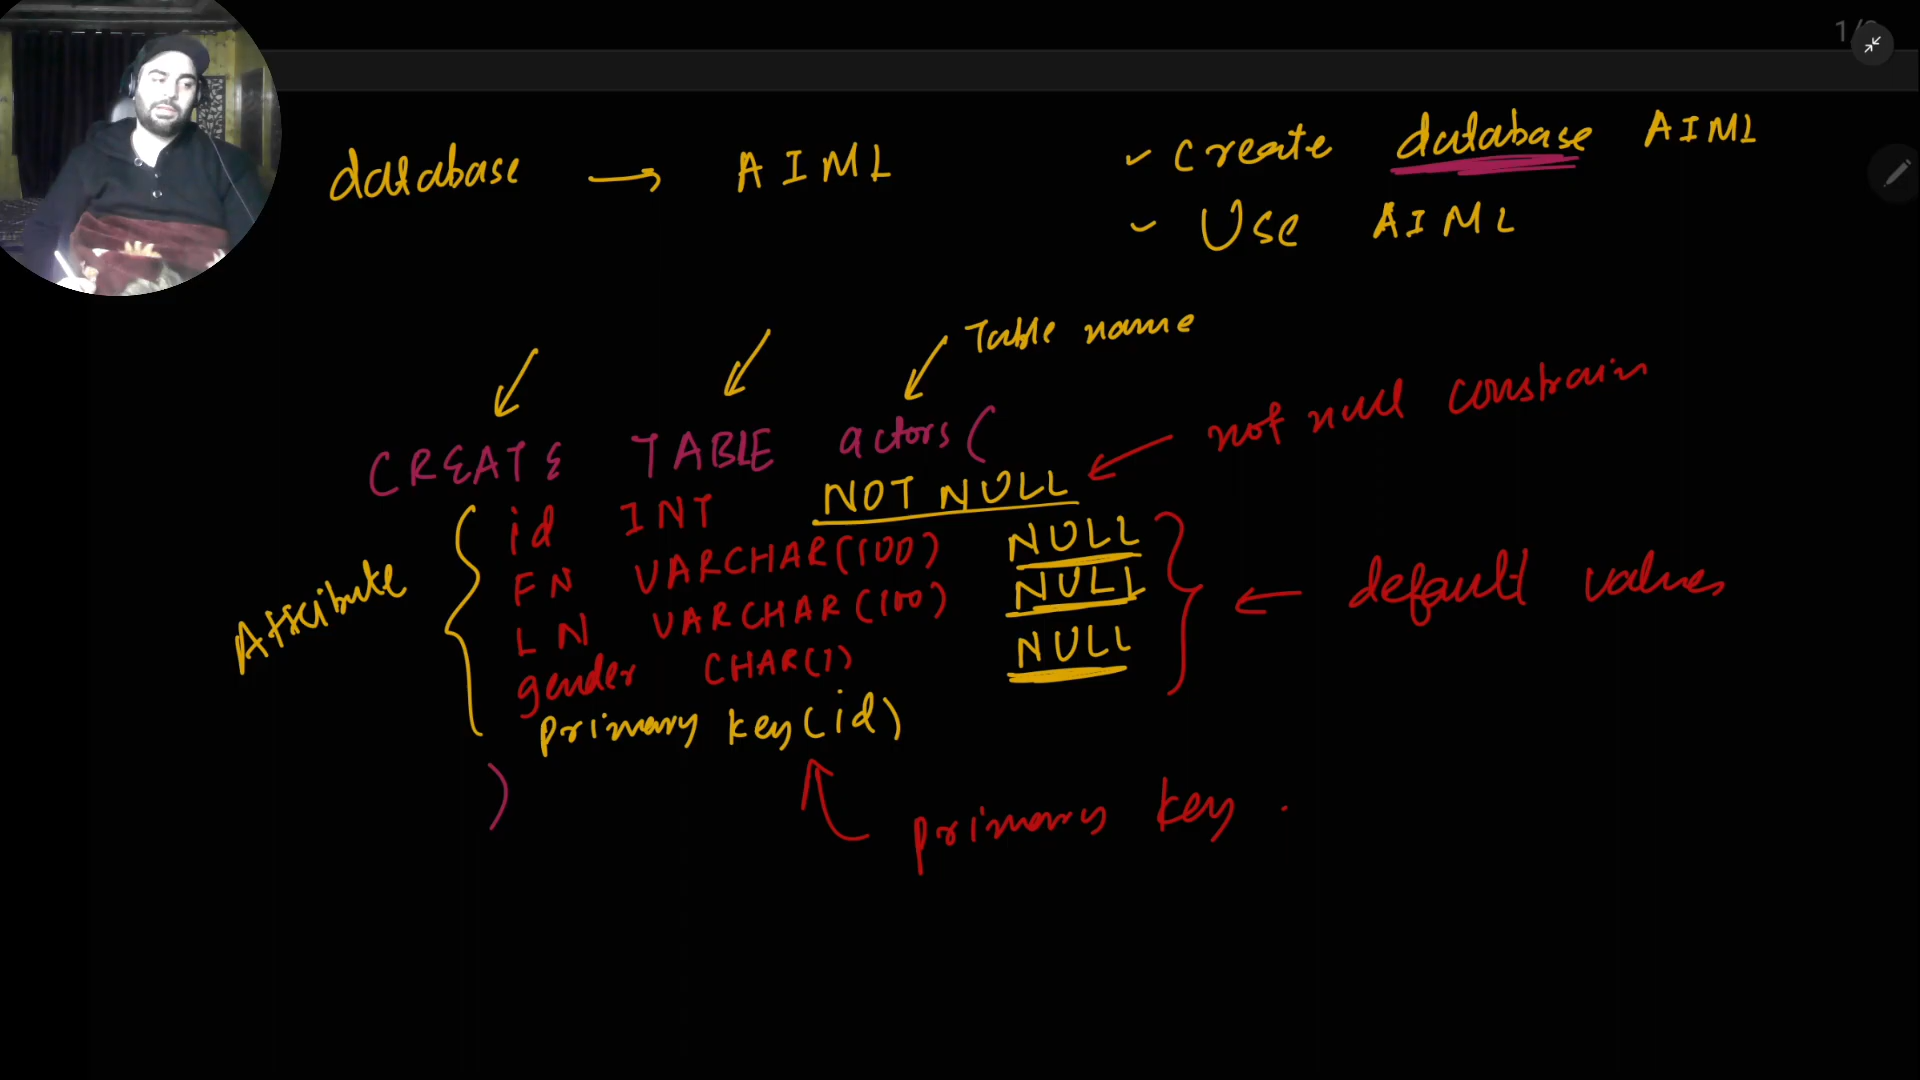 1/
database → AIML
✓ create database AIML
✓ Use AIML
Table name
CREATE TABLE actors(
not null constrain
id INT NOT NULL
FN VARCHAR(100) NULL
LN VARCHAR(100) NULL
gender CHAR(1) NULL
primary key(id)
)
Attribute
default values
primary key .